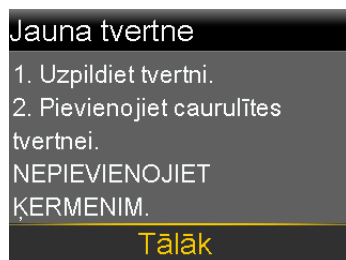 Jauna tvertne
1. Uzpildiet tvertni.
2. Pievienojiet caurulītes
tvertnei.
NEPIEVIENOJIET
ĶERMENIM.
Tālāk